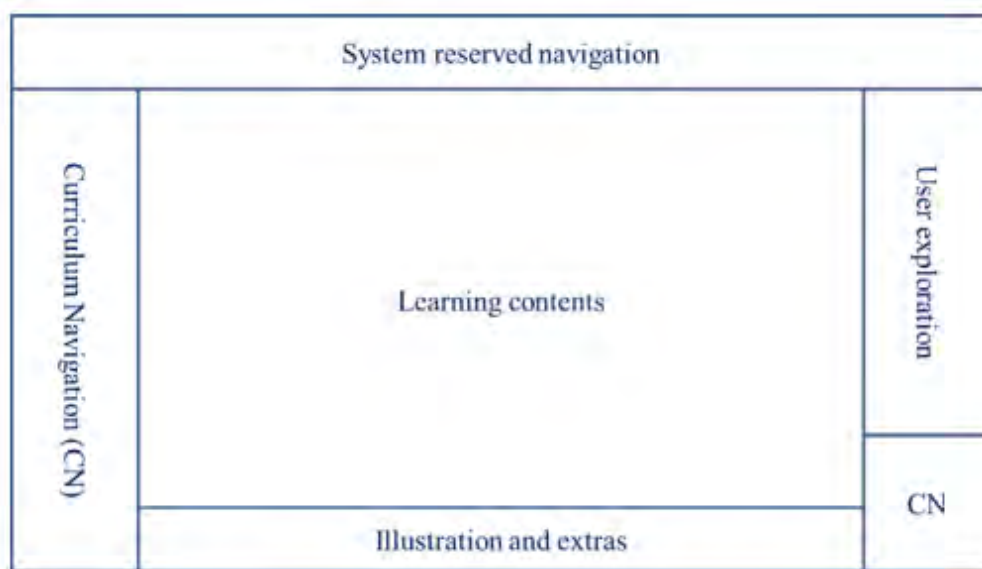 System reserved navigation
Curriculum Navigation (CN)
Learning contents
User exploration
CN
Illustration and extras